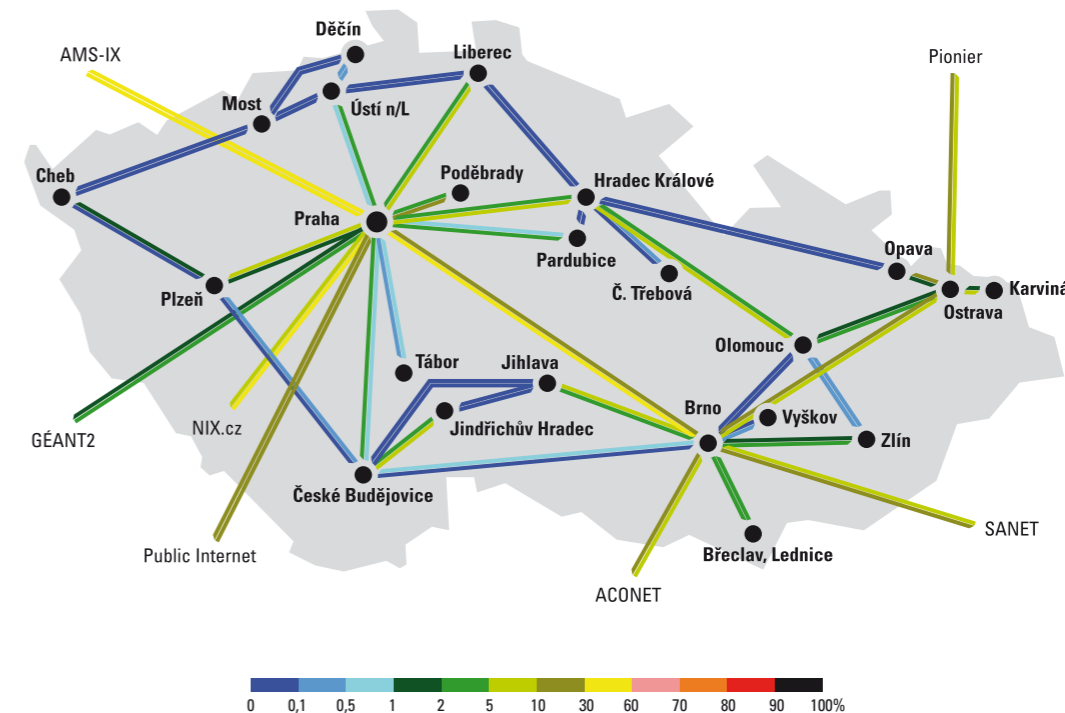 Děčín
AMS-IX
Liberec
Pionier
Most
Ústí n/L
Cheb
Poděbrady
Hradec Králové
Praha
Opava
Pardubice
Karviná
Plzeň
Č. Třebová
Ostrava
Olomouc
Tábor
Jihlava
Brno
NIX.cz
Vyškov
GÉANT2
Jindřichův Hradec
Zlín
České Budějovice
SANET
Public Internet
Břeclav, Lednice
ACONET
0 0,1 0,5 1 2 5 10 30 60 70 80 90 100%